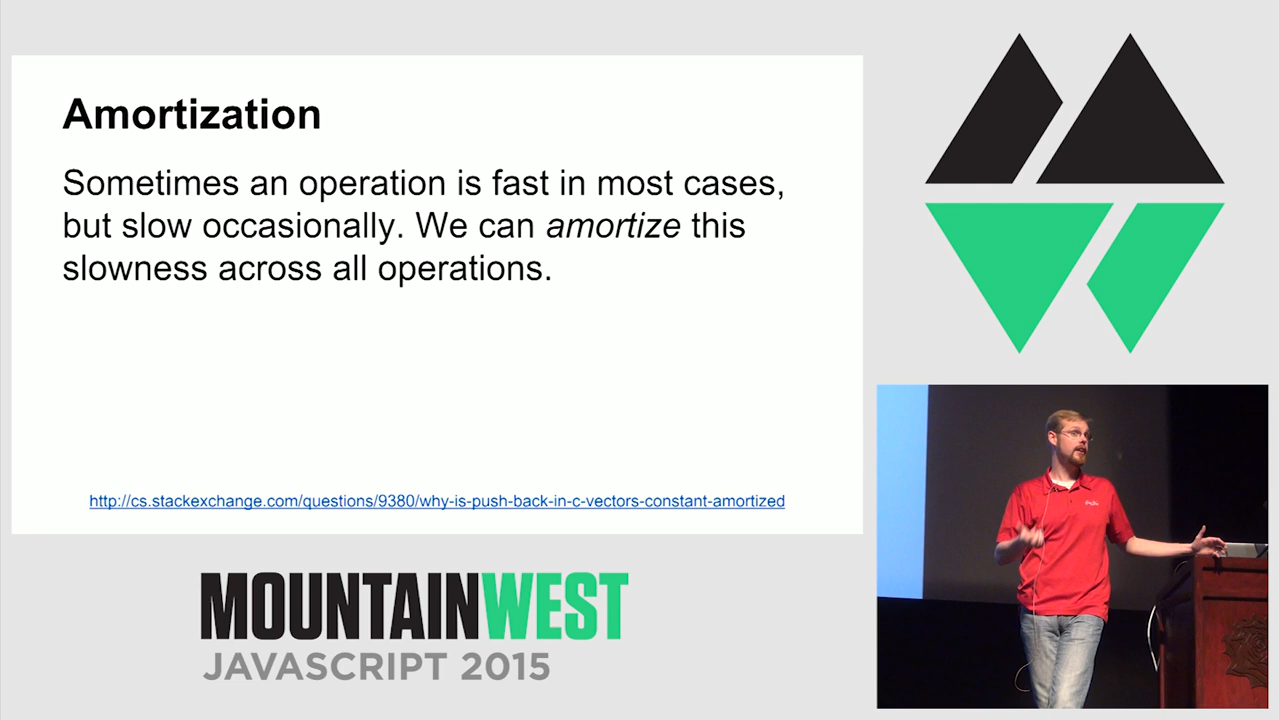 Amortization
Sometimes an operation is fast in most cases,
but slow occasionally. We can amortize this
slowness across all operations.
http://cs.stackexchange.com/questions/9380/why-is-push-back-in-c-vectors-constant-amortized
MOUNTAINWEST
JAVASCRIPT 2015